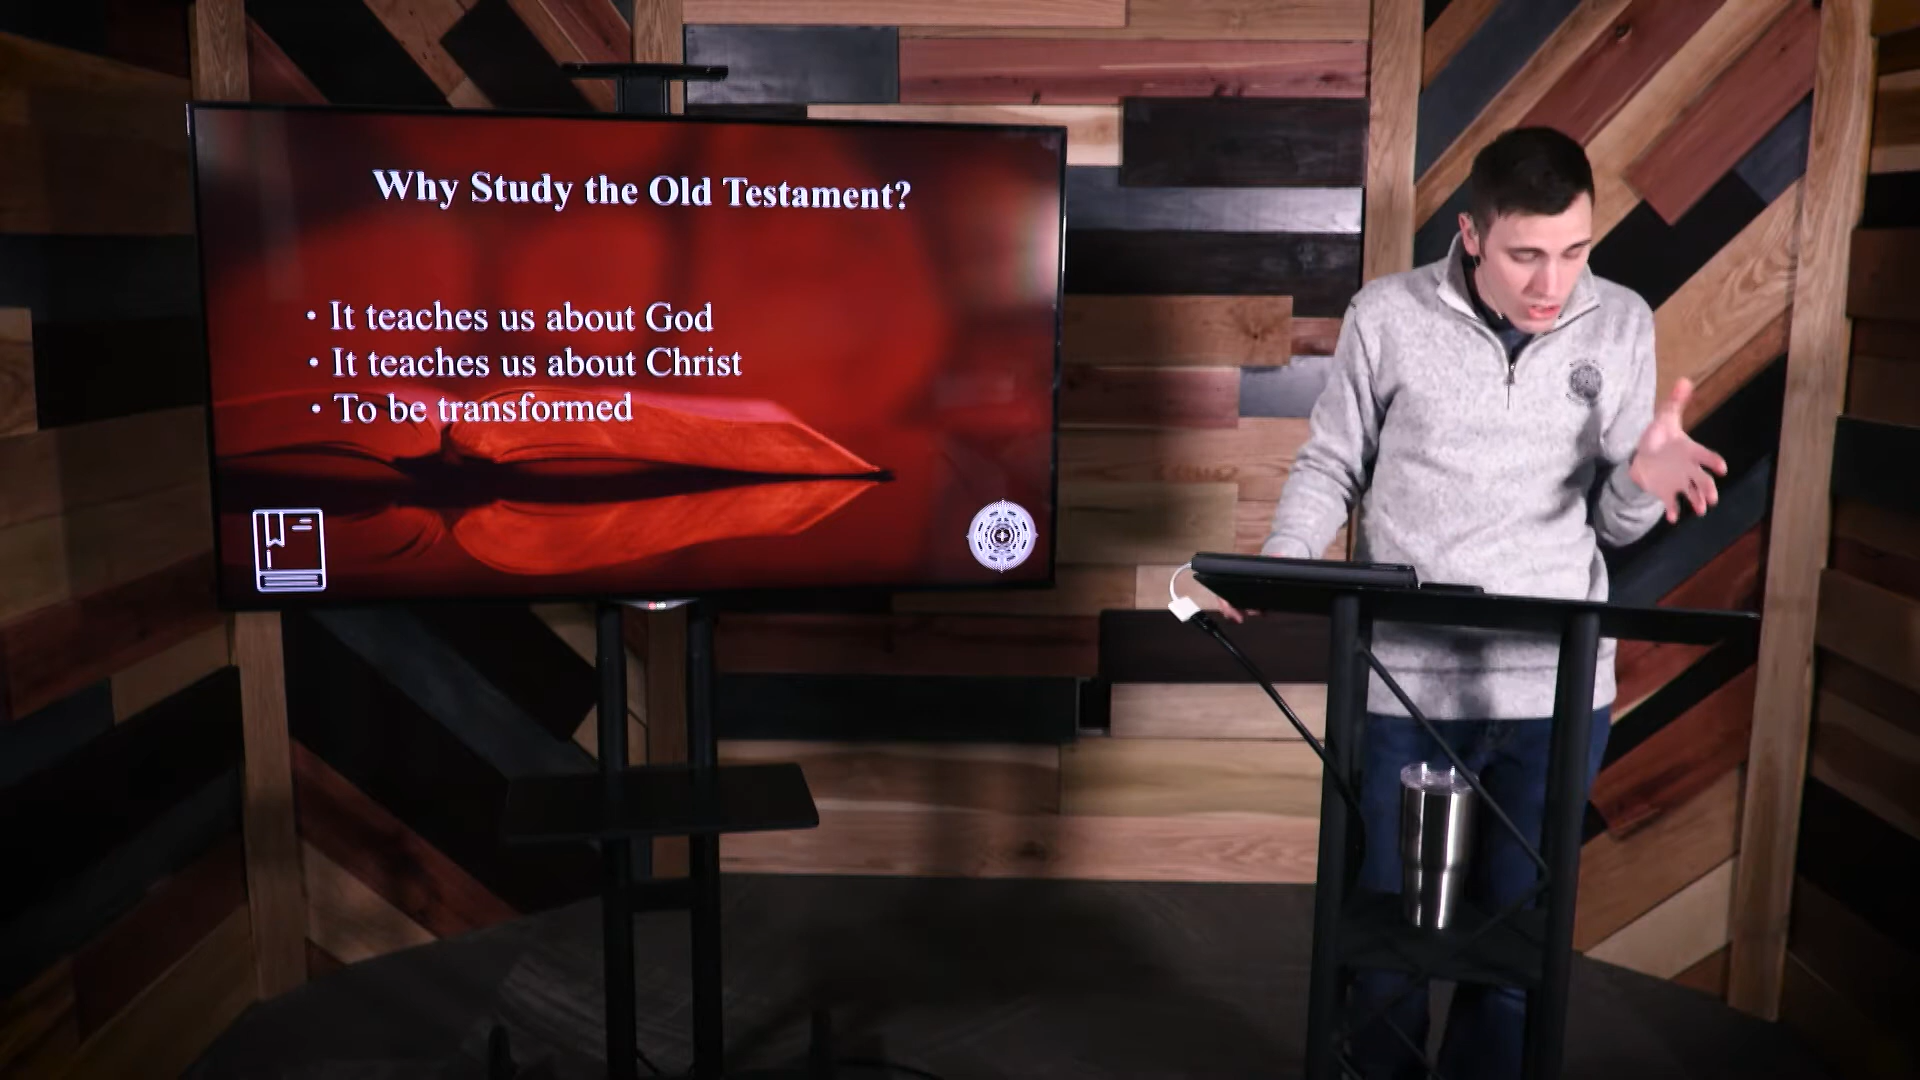 Why Study the Old Testament?
• It teaches us about God
• It teaches us about Christ
• To be transformed